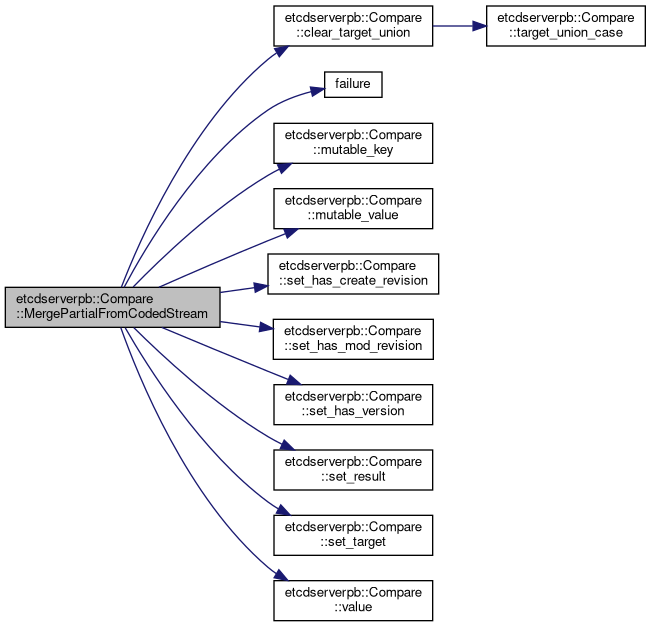 etcdserverpb::Compare
::clear_target_union
etcdserverpb::Compare
::target_union_case
failure
etcdserverpb::Compare
::mutable_key
etcdserverpb::Compare
::mutable_value
etcdserverpb::Compare
::set_has_create_revision
etcdserverpb::Compare
::MergePartialFromCodedStream
etcdserverpb::Compare
::set_has_mod_revision
etcdserverpb::Compare
::set_has_version
etcdserverpb::Compare
::set_result
etcdserverpb::Compare
::set_target
etcdserverpb::Compare
::value